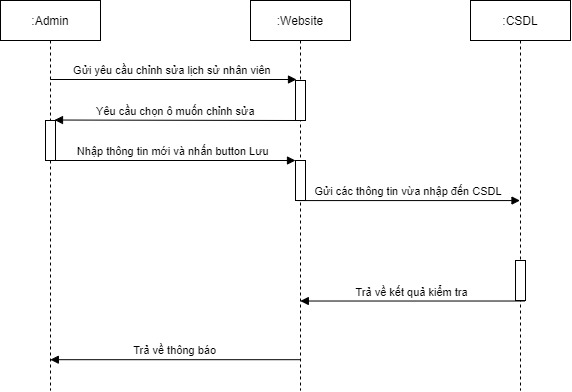 :Admin
:Website
:CSDL
Gửi yêu cầu chỉnh sửa lịch sử nhân viên
Yêu cầu chọn ô muốn chỉnh sửa
Nhập thông tin mới và nhấn button Lưu
Gửi các thông tin vừa nhập đến CSDL
Trả về kết quả kiểm tra
Trả về thông báo